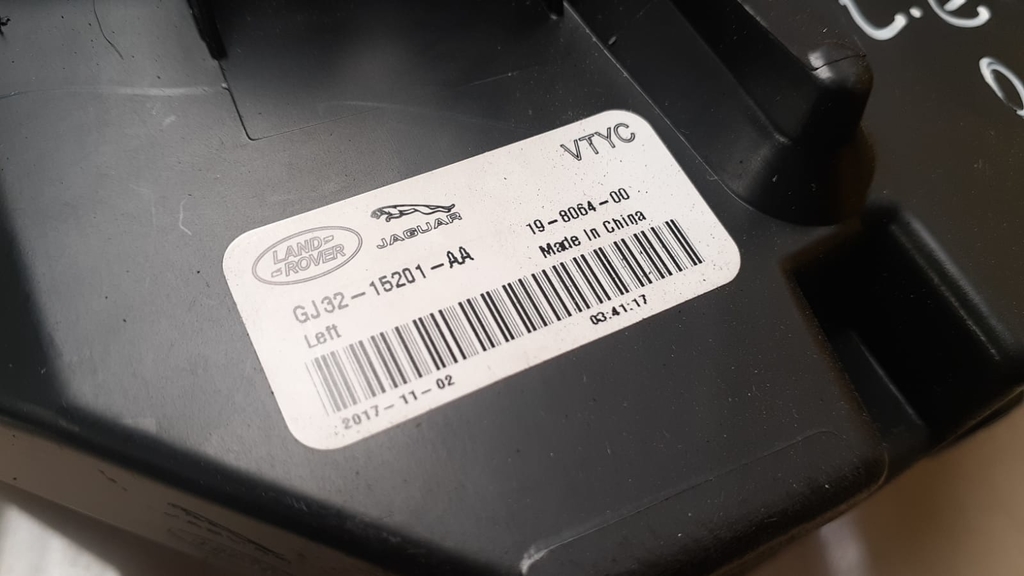 VTYC
LAND-
-ROVER
JAGUAR
19-8064-00
Made In China
GJ32-15201-AA
Left
2017-11-02
03:41:17